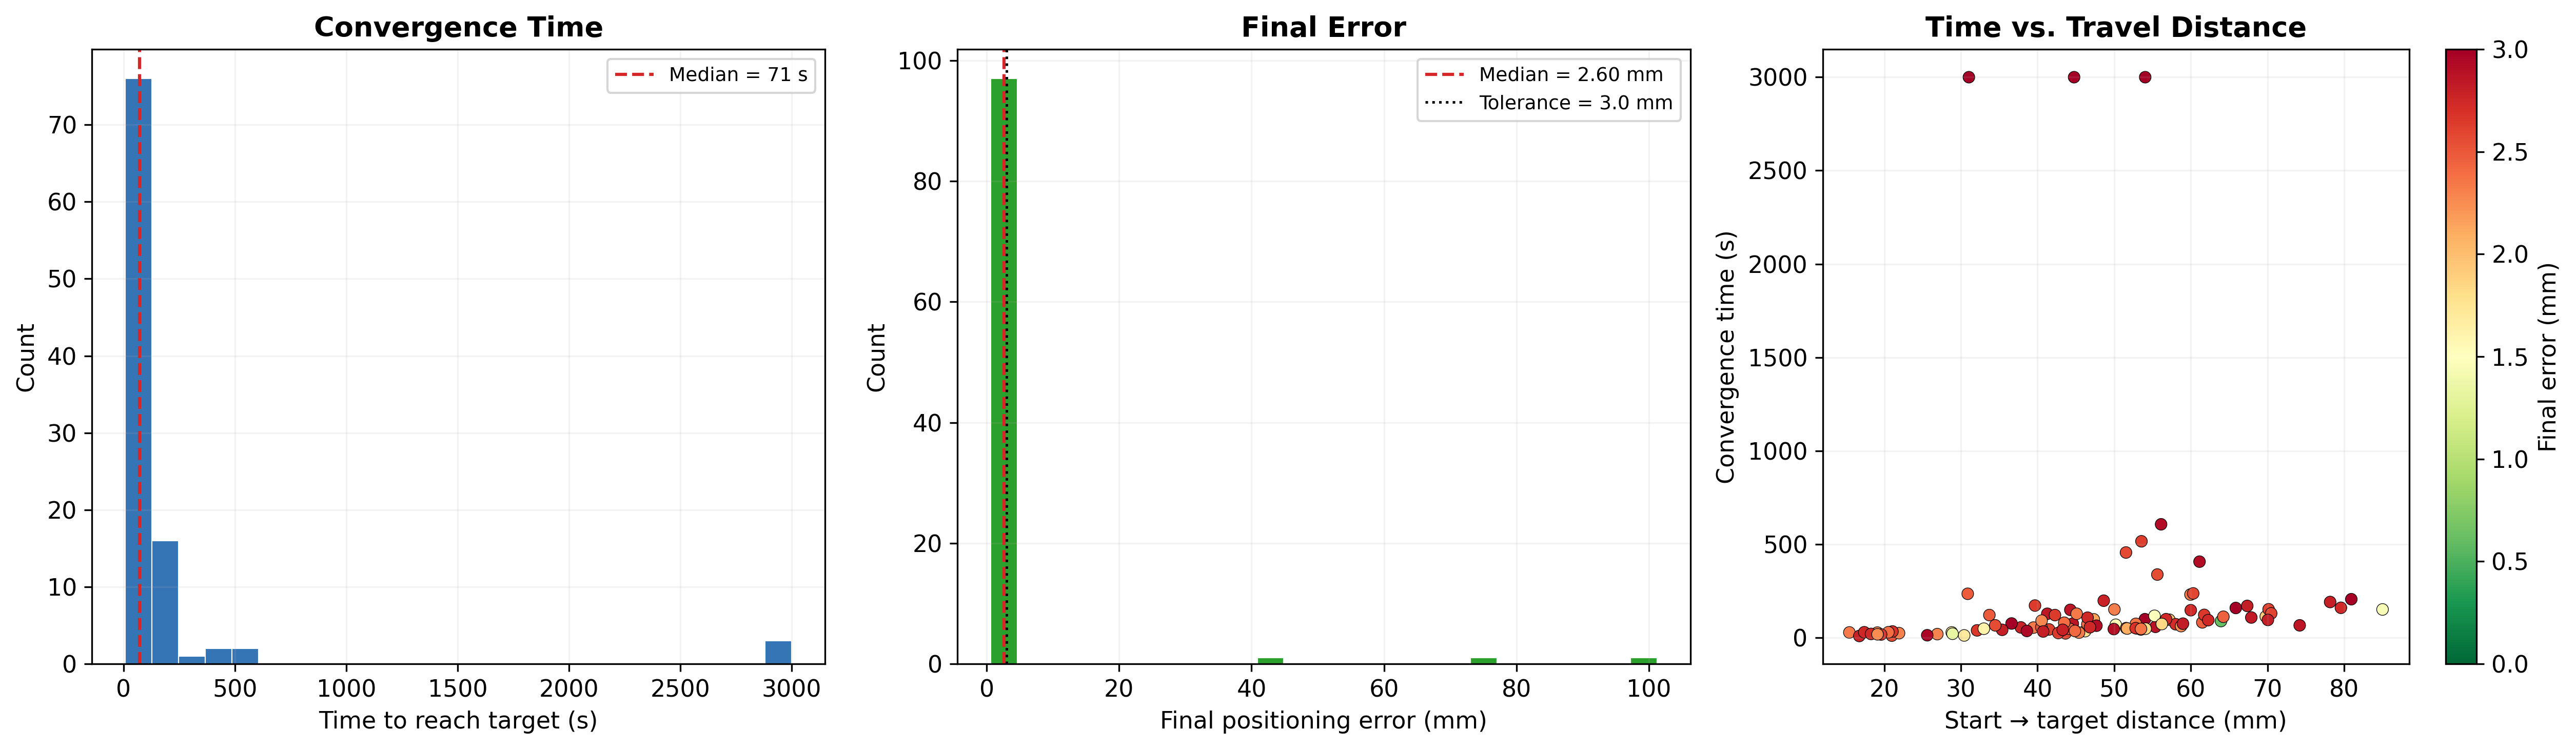 Convergence Time
Median = 71 s
Count
70
60
50
40
30
20
10
0
0 500 1000 1500 2000 2500 3000
Time to reach target (s)
Final Error
Median = 2.60 mm
Tolerance = 3.0 mm
Count
100
80
60
40
20
0
0 20 40 60 80 100
Final positioning error (mm)
Time vs. Travel Distance
Convergence time (s)
3000
2500
2000
1500
1000
500
0
20 30 40 50 60 70 80
Start → target distance (mm)
3.0
2.5
2.0
1.5
1.0
0.5
0.0
Final error (mm)